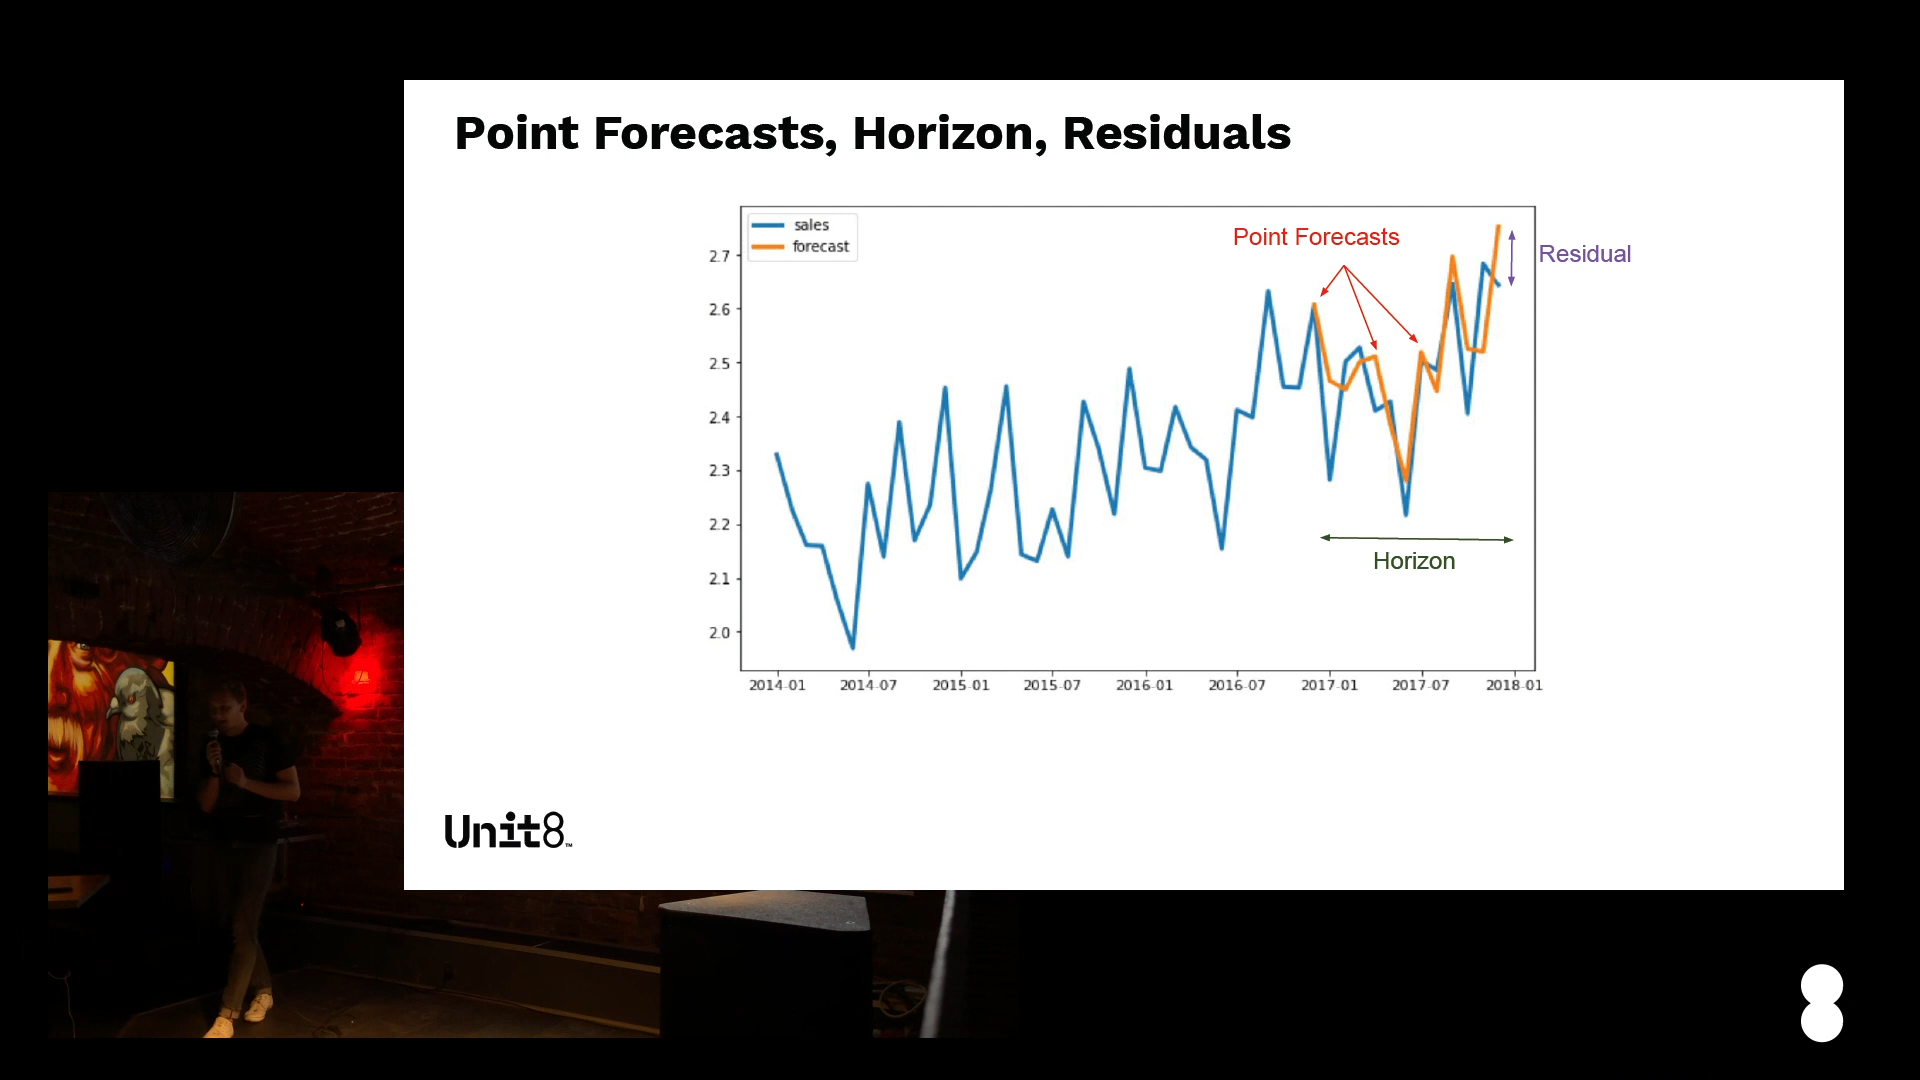 Point Forecasts, Horizon, Residuals
sales
forecast
Point Forecasts
Residual
Horizon
2.7
2.6
2.5
2.4
2.3
2.2
2.1
2.0
2014-01 2014-07 2015-01 2015-07 2016-01 2016-07 2017-01 2017-07 2018-01
Unit8™
8